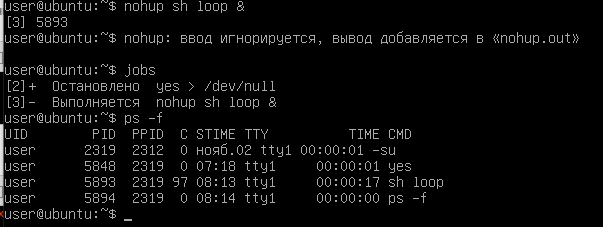 user@ubuntu:~$ nohup sh loop &
[3] 5893
user@ubuntu:~$ nohup: ввод игнорируется, вывод добавляется в «nohup.out»
user@ubuntu:~$ jobs
[2]+  Остановлено  yes > /dev/null
[3]-  Выполняется  nohup sh loop &
user@ubuntu:~$ ps -f
UID        PID  PPID  C STIME TTY          TIME CMD
user      2319  2312  0 нояб.02 tty1 00:00:01 -su
user      5848  2319  0 07:18 tty1     00:00:01 yes
user      5893  2319 97 08:13 tty1     00:00:17 sh loop
user      5894  2319  0 08:14 tty1     00:00:00 ps -f
user@ubuntu:~$ _